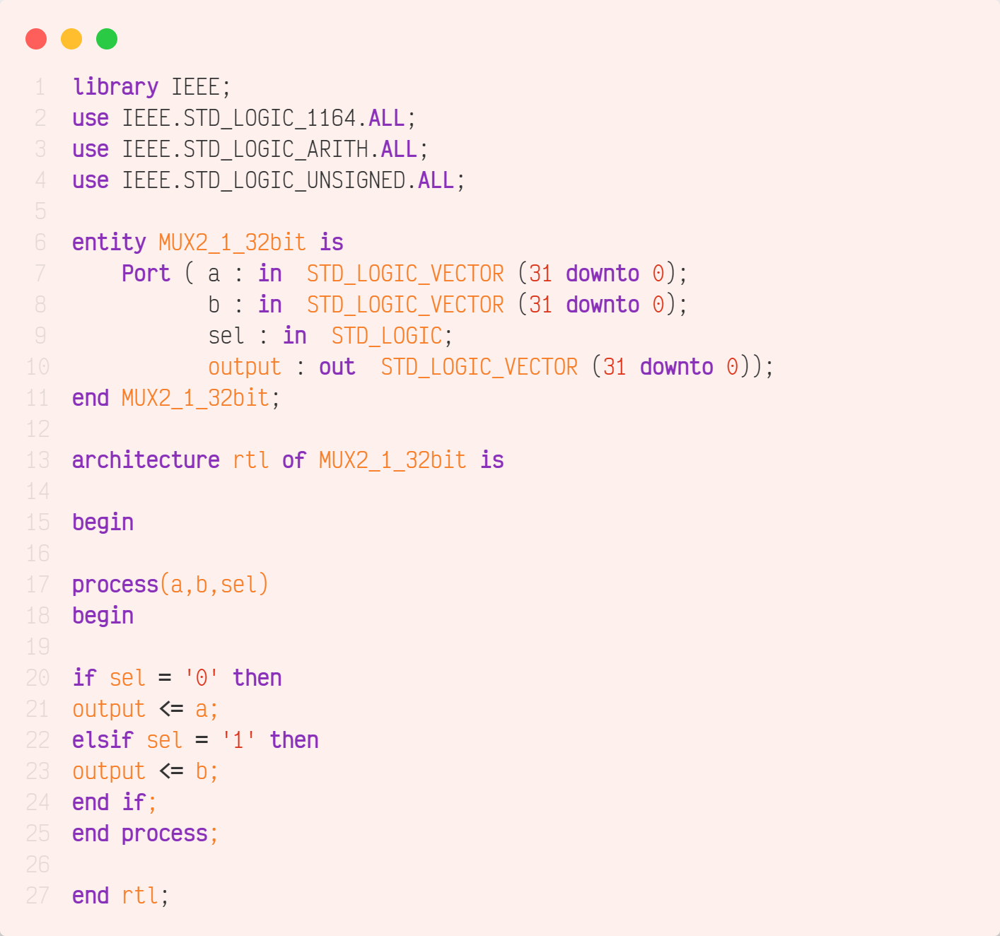 1 library IEEE;
2 use IEEE.STD_LOGIC_1164.ALL;
3 use IEEE.STD_LOGIC_ARITH.ALL;
4 use IEEE.STD_LOGIC_UNSIGNED.ALL;
5
6 entity MUX2_1_32bit is
7     Port ( a : in  STD_LOGIC_VECTOR (31 downto 0);
8            b : in  STD_LOGIC_VECTOR (31 downto 0);
9            sel : in  STD_LOGIC;
10            output : out  STD_LOGIC_VECTOR (31 downto 0));
11 end MUX2_1_32bit;
12
13 architecture rtl of MUX2_1_32bit is
14
15 begin
16
17 process(a,b,sel)
18 begin
19
20 if sel = '0' then
21 output <= a;
22 elsif sel = '1' then
23 output <= b;
24 end if;
25 end process;
26
27 end rtl;